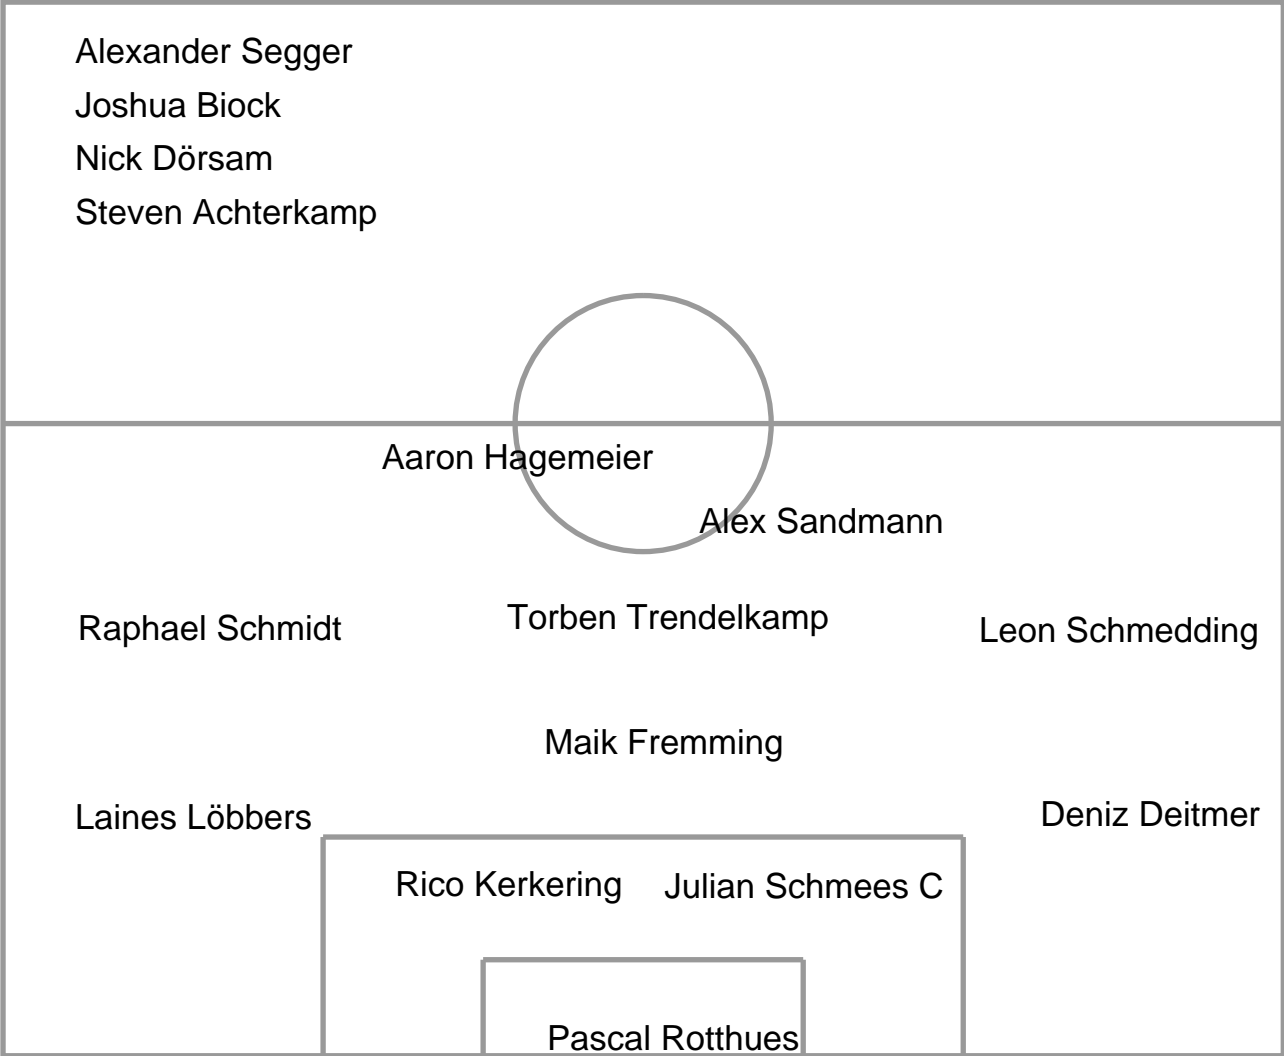 Alexander Segger
Joshua Biock
Nick Dörsam
Steven Achterkamp
Aaron Hagemeier
Alex Sandmann
Raphael Schmidt
Torben Trendelkamp
Leon Schmedding
Maik Fremming
Laines Löbbers
Deniz Deitmer
Rico Kerkering
Julian Schmees C
Pascal Rotthues